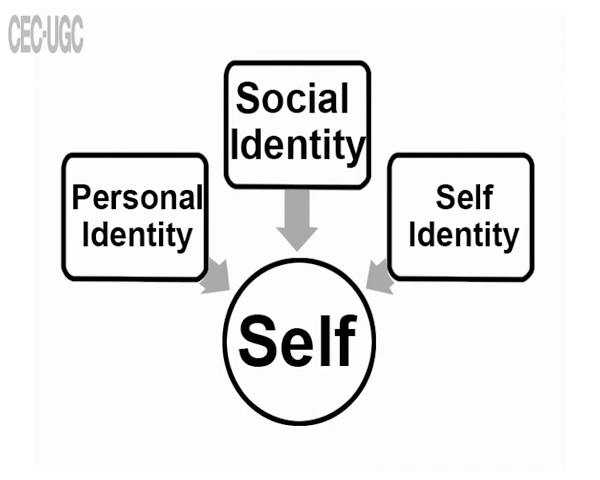 CEC-UGC
Social
Identity
Personal
Identity
Self
Identity
Self